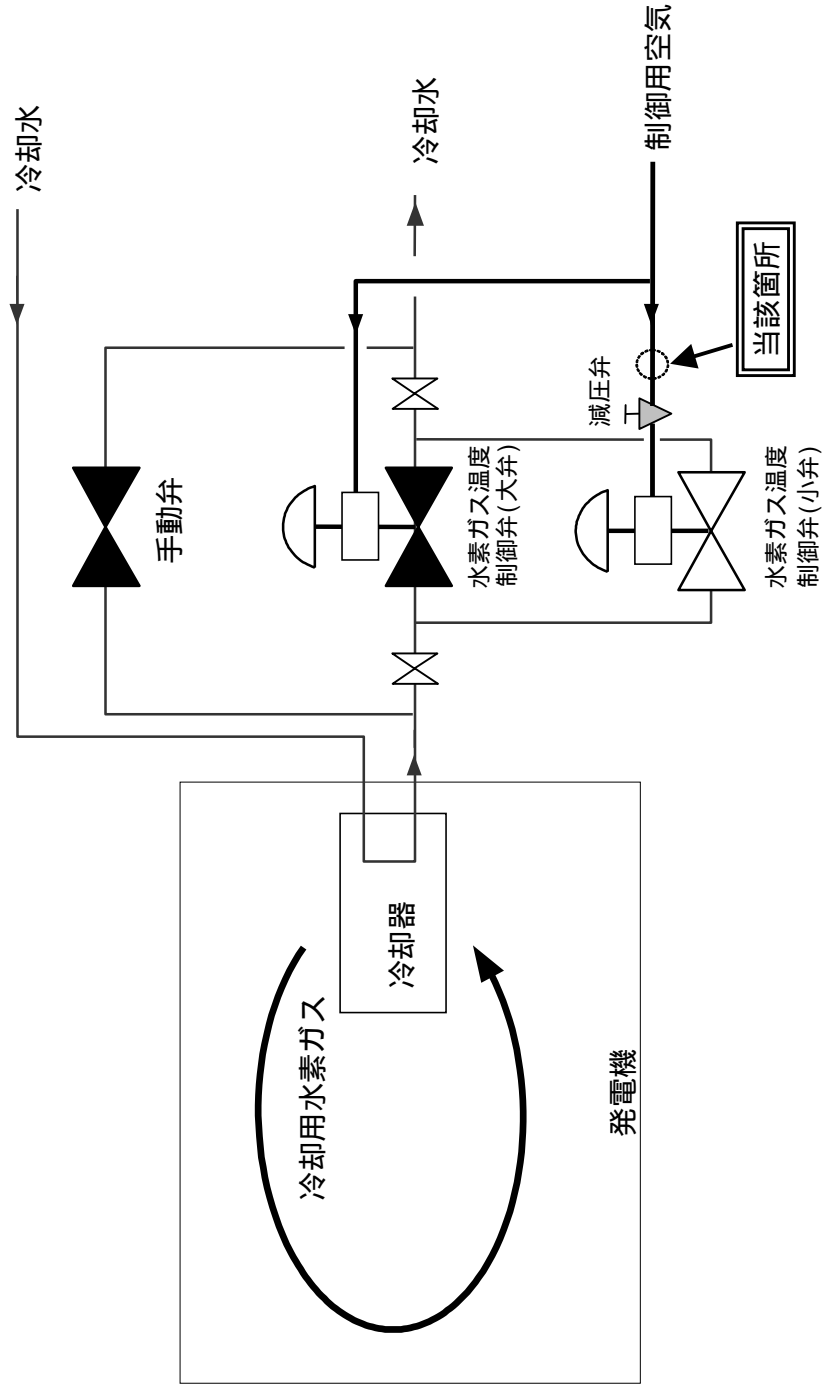 冷却水
冷却水
制御用空気
当該箇所
減圧弁
手動弁
水素ガス温度
制御弁(大弁)
水素ガス温度
制御弁(小弁)
冷却器
冷却用水素ガス
発電機